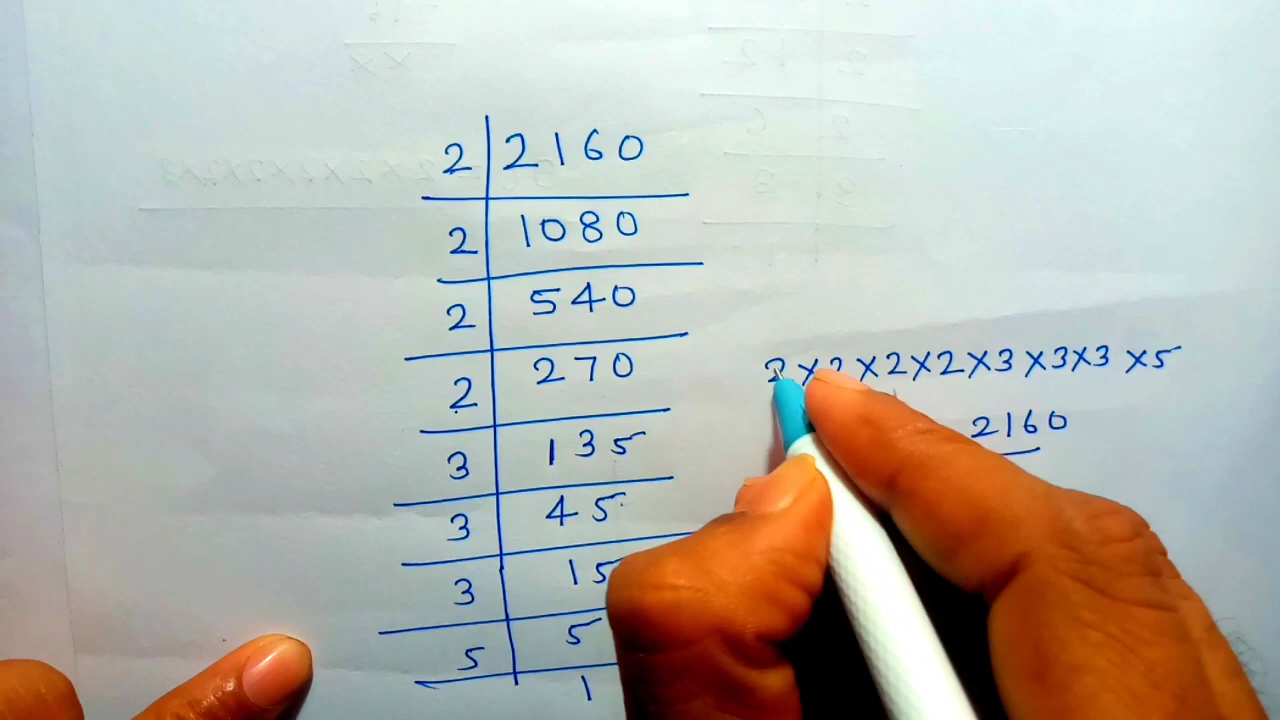 2 | 2160
2 | 1080
2 | 540
2 | 270
3 | 135
3 | 45
3 | 15
5 | 5
1
2×2×2×2×3×3×3×5
2160